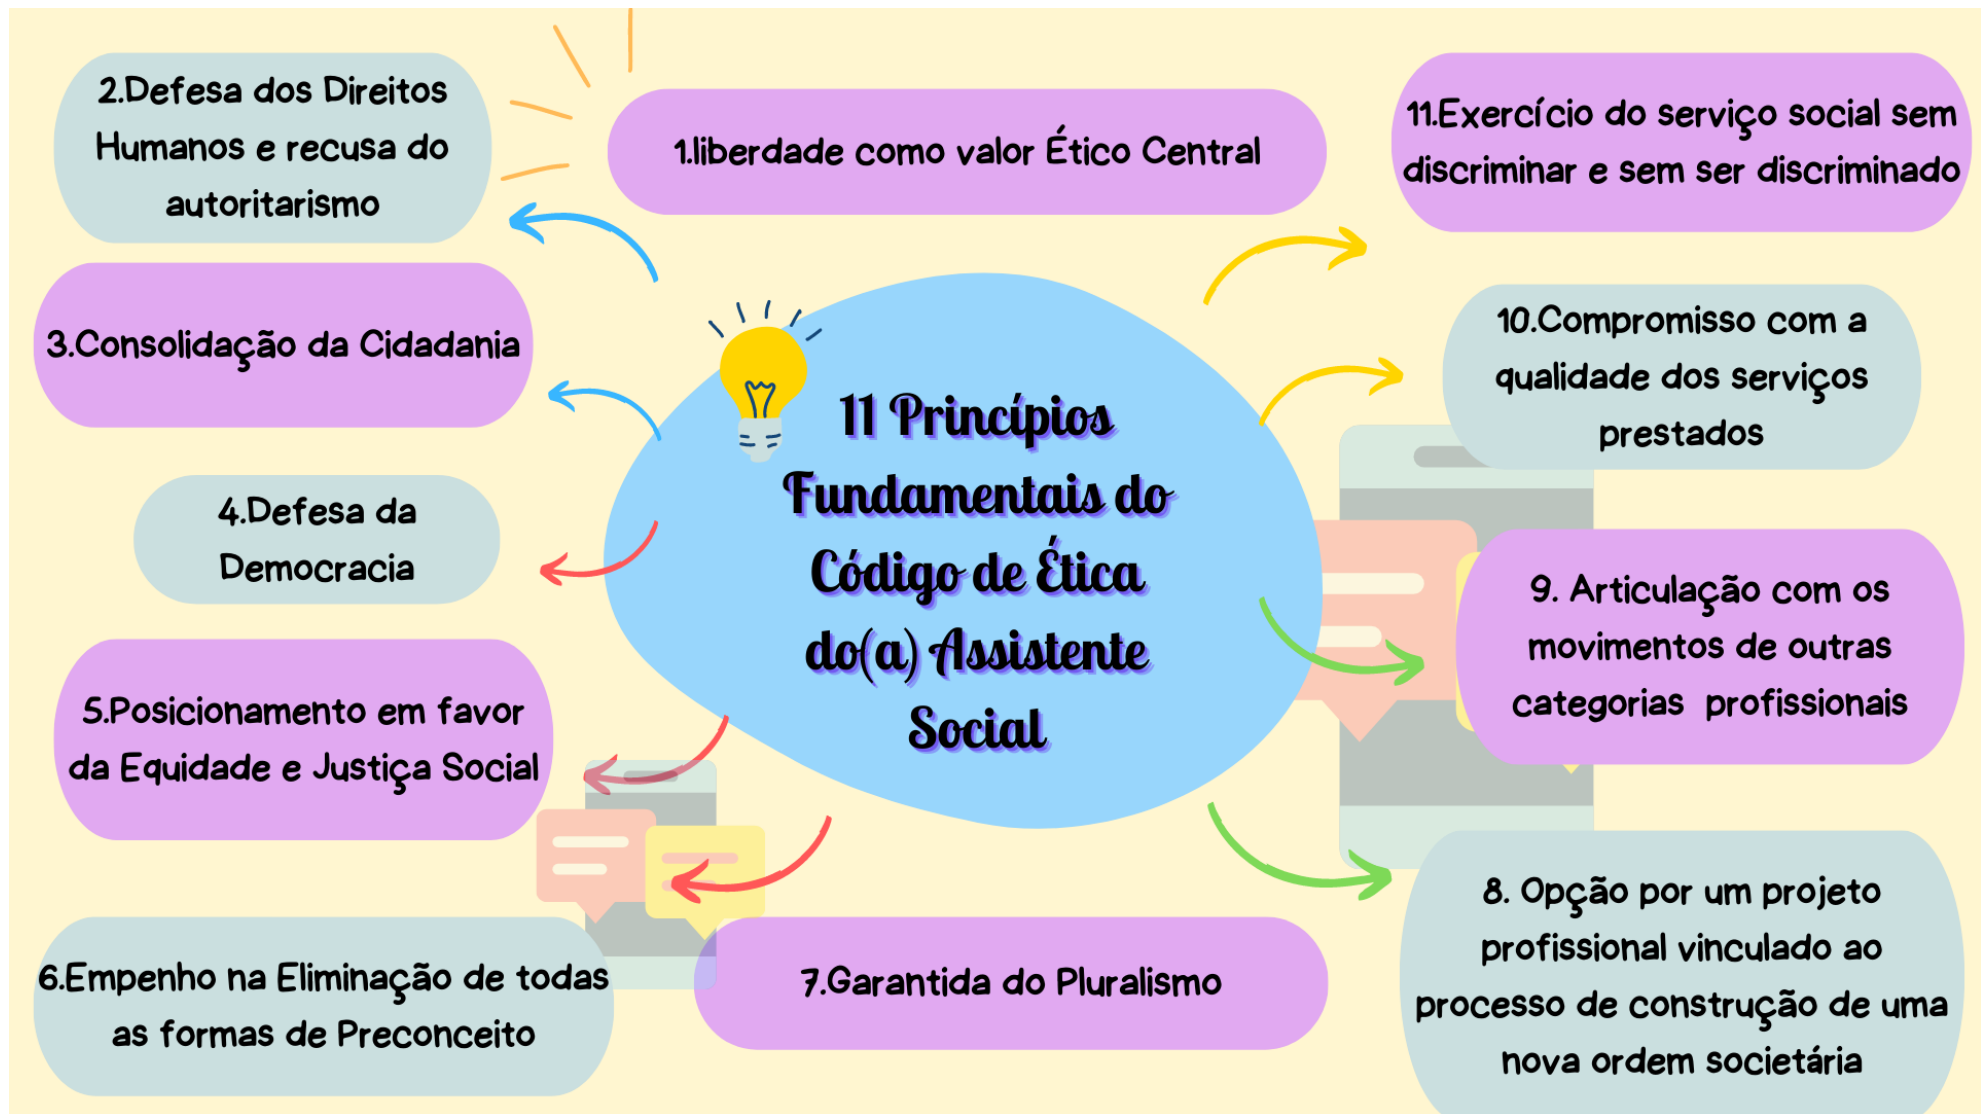 11 Princípios
Fundamentais do
Código de Ética
do(a) Assistente
Social
1.liberdade como valor Ético Central
2.Defesa dos Direitos
Humanos e recusa do
autoritarismo
3.Consolidação da Cidadania
4.Defesa da
Democracia
5.Posicionamento em favor
da Equidade e Justiça Social
6.Empenho na Eliminação de todas
as formas de Preconceito
7.Garantida do Pluralismo
8. Opção por um projeto
profissional vinculado ao
processo de construção de uma
nova ordem societária
9. Articulação com os
movimentos de outras
categorias profissionais
10.Compromisso com a
qualidade dos serviços
prestados
11.Exercício do serviço social sem
discriminar e sem ser discriminado